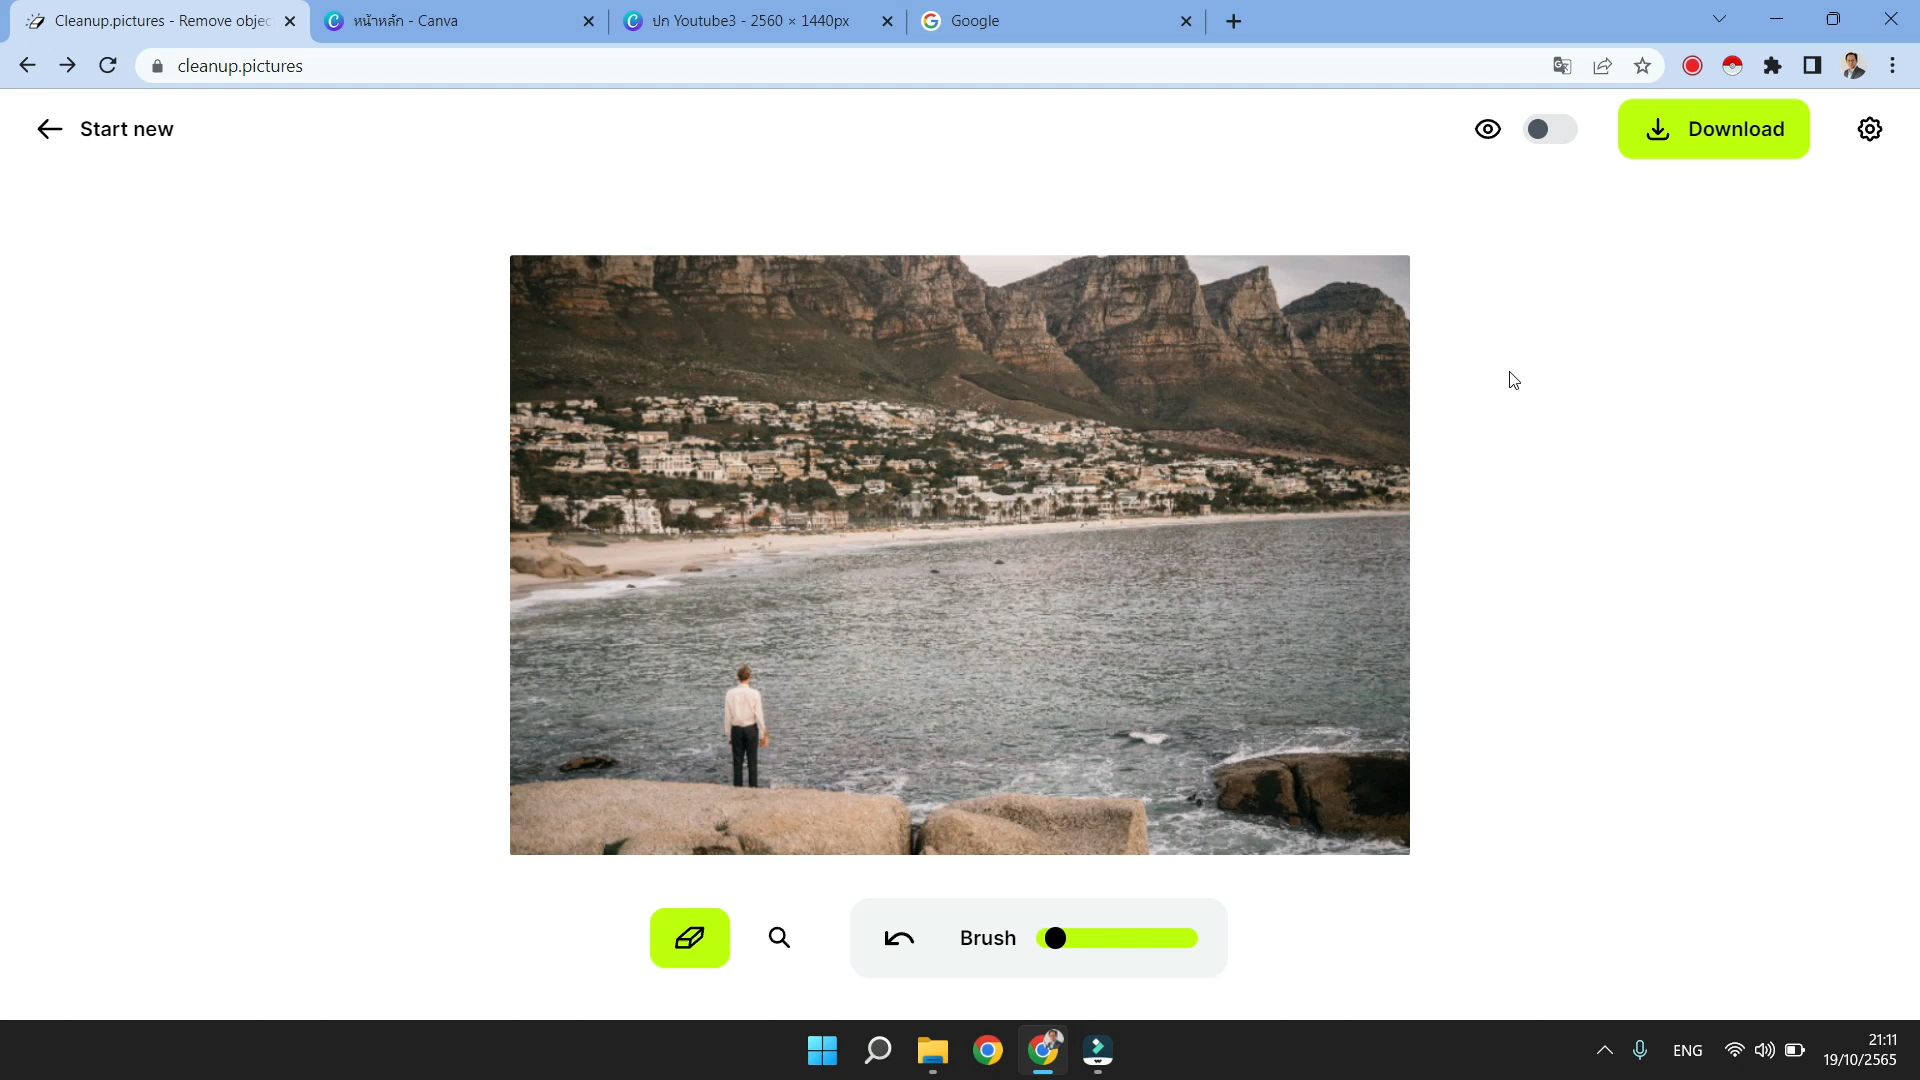 Cleanup.pictures - Remove objec
หน้าหลัก - Canva
ปก Youtube3 - 2560 × 1440px
Google
cleanup.pictures
Start new
Download
Brush
ENG
21:11
19/10/2565